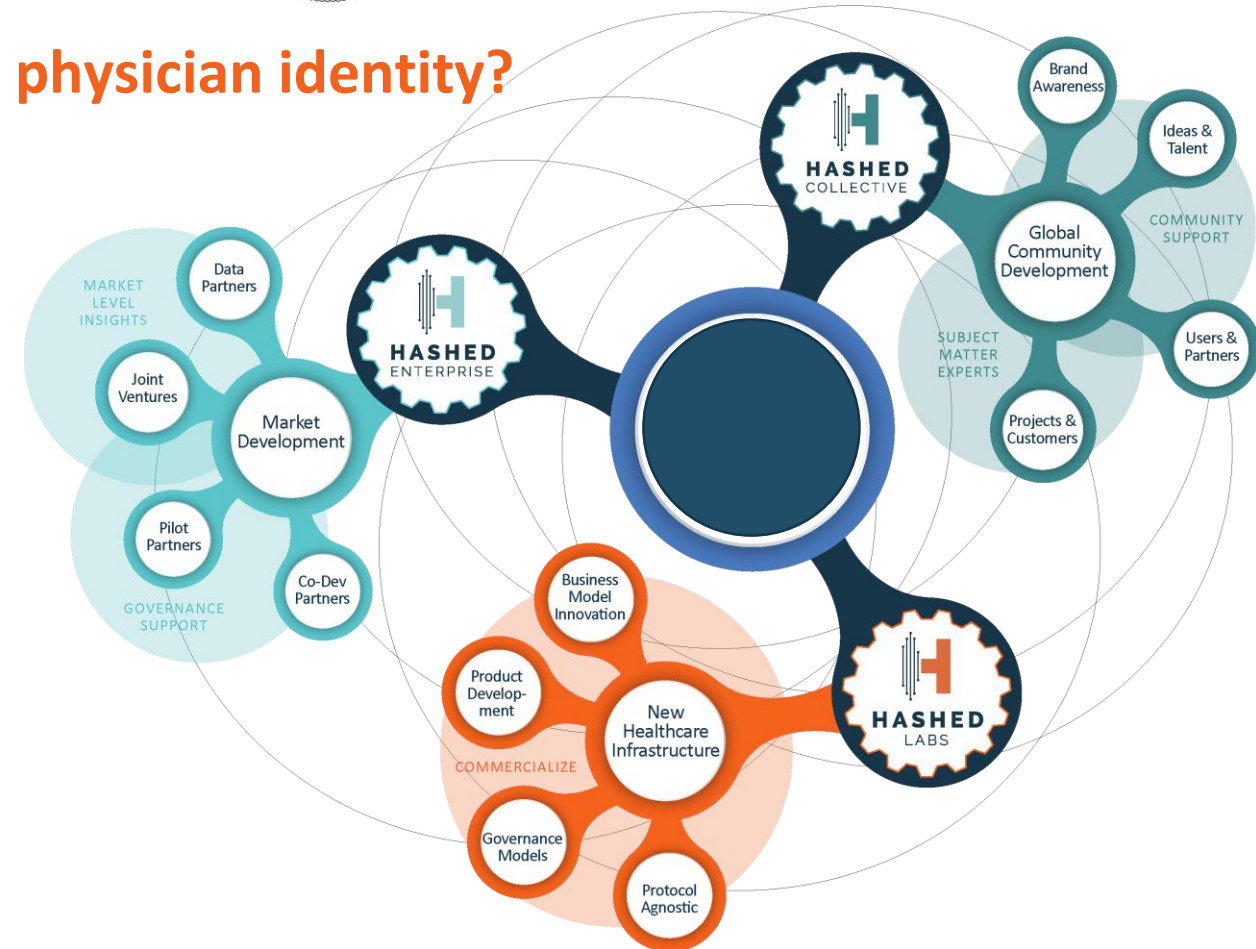 physician identity?
HASHED
COLLECTIVE
Brand
Awareness
Ideas &
Talent
COMMUNITY
SUPPORT
Global
Community
Development
SUBJECT
MATTER
EXPERTS
Users &
Partners
Projects &
Customers
HASHED
ENTERPRISE
MARKET
LEVEL
INSIGHTS
Data
Partners
Joint
Ventures
Market
Development
Pilot
Partners
Co-Dev
Partners
GOVERNANCE
SUPPORT
HASHED
LABS
Business
Model
Innovation
Product
Develop-
ment
New
Healthcare
Infrastructure
COMMERCIALIZE
Governance
Models
Protocol
Agnostic